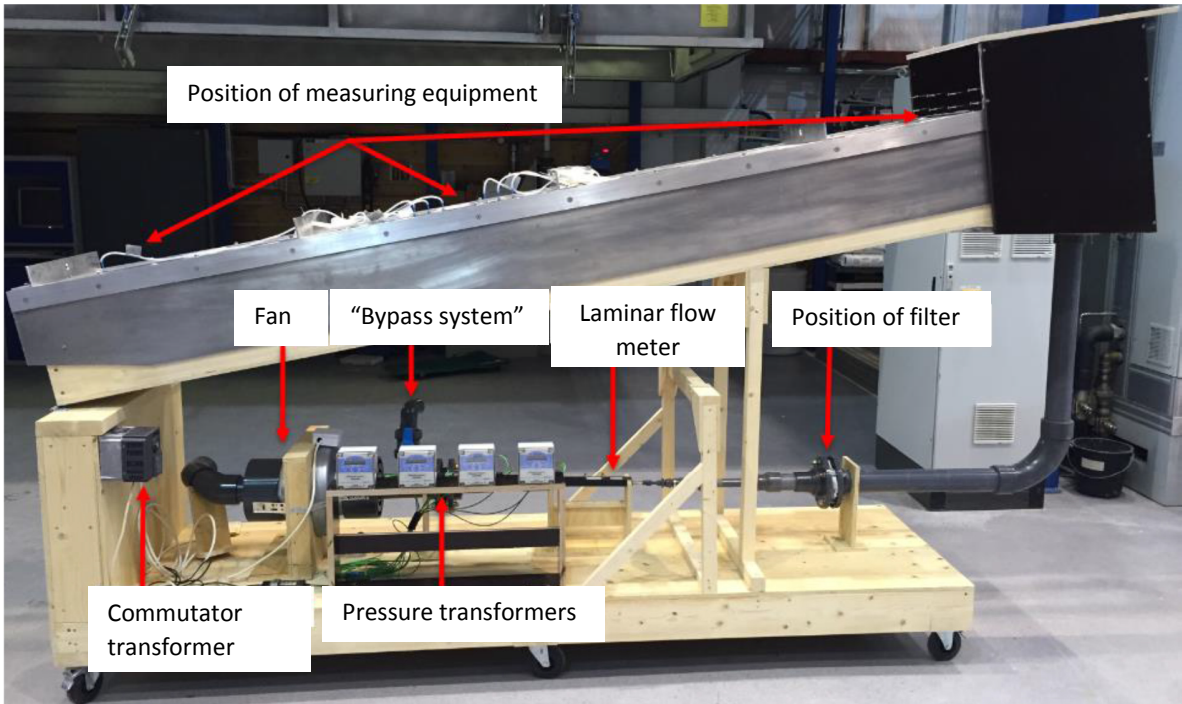 Position of measuring equipment
Fan
“Bypass system”
Laminar flow
meter
Position of filter
Commutator
transformer
Pressure transformers